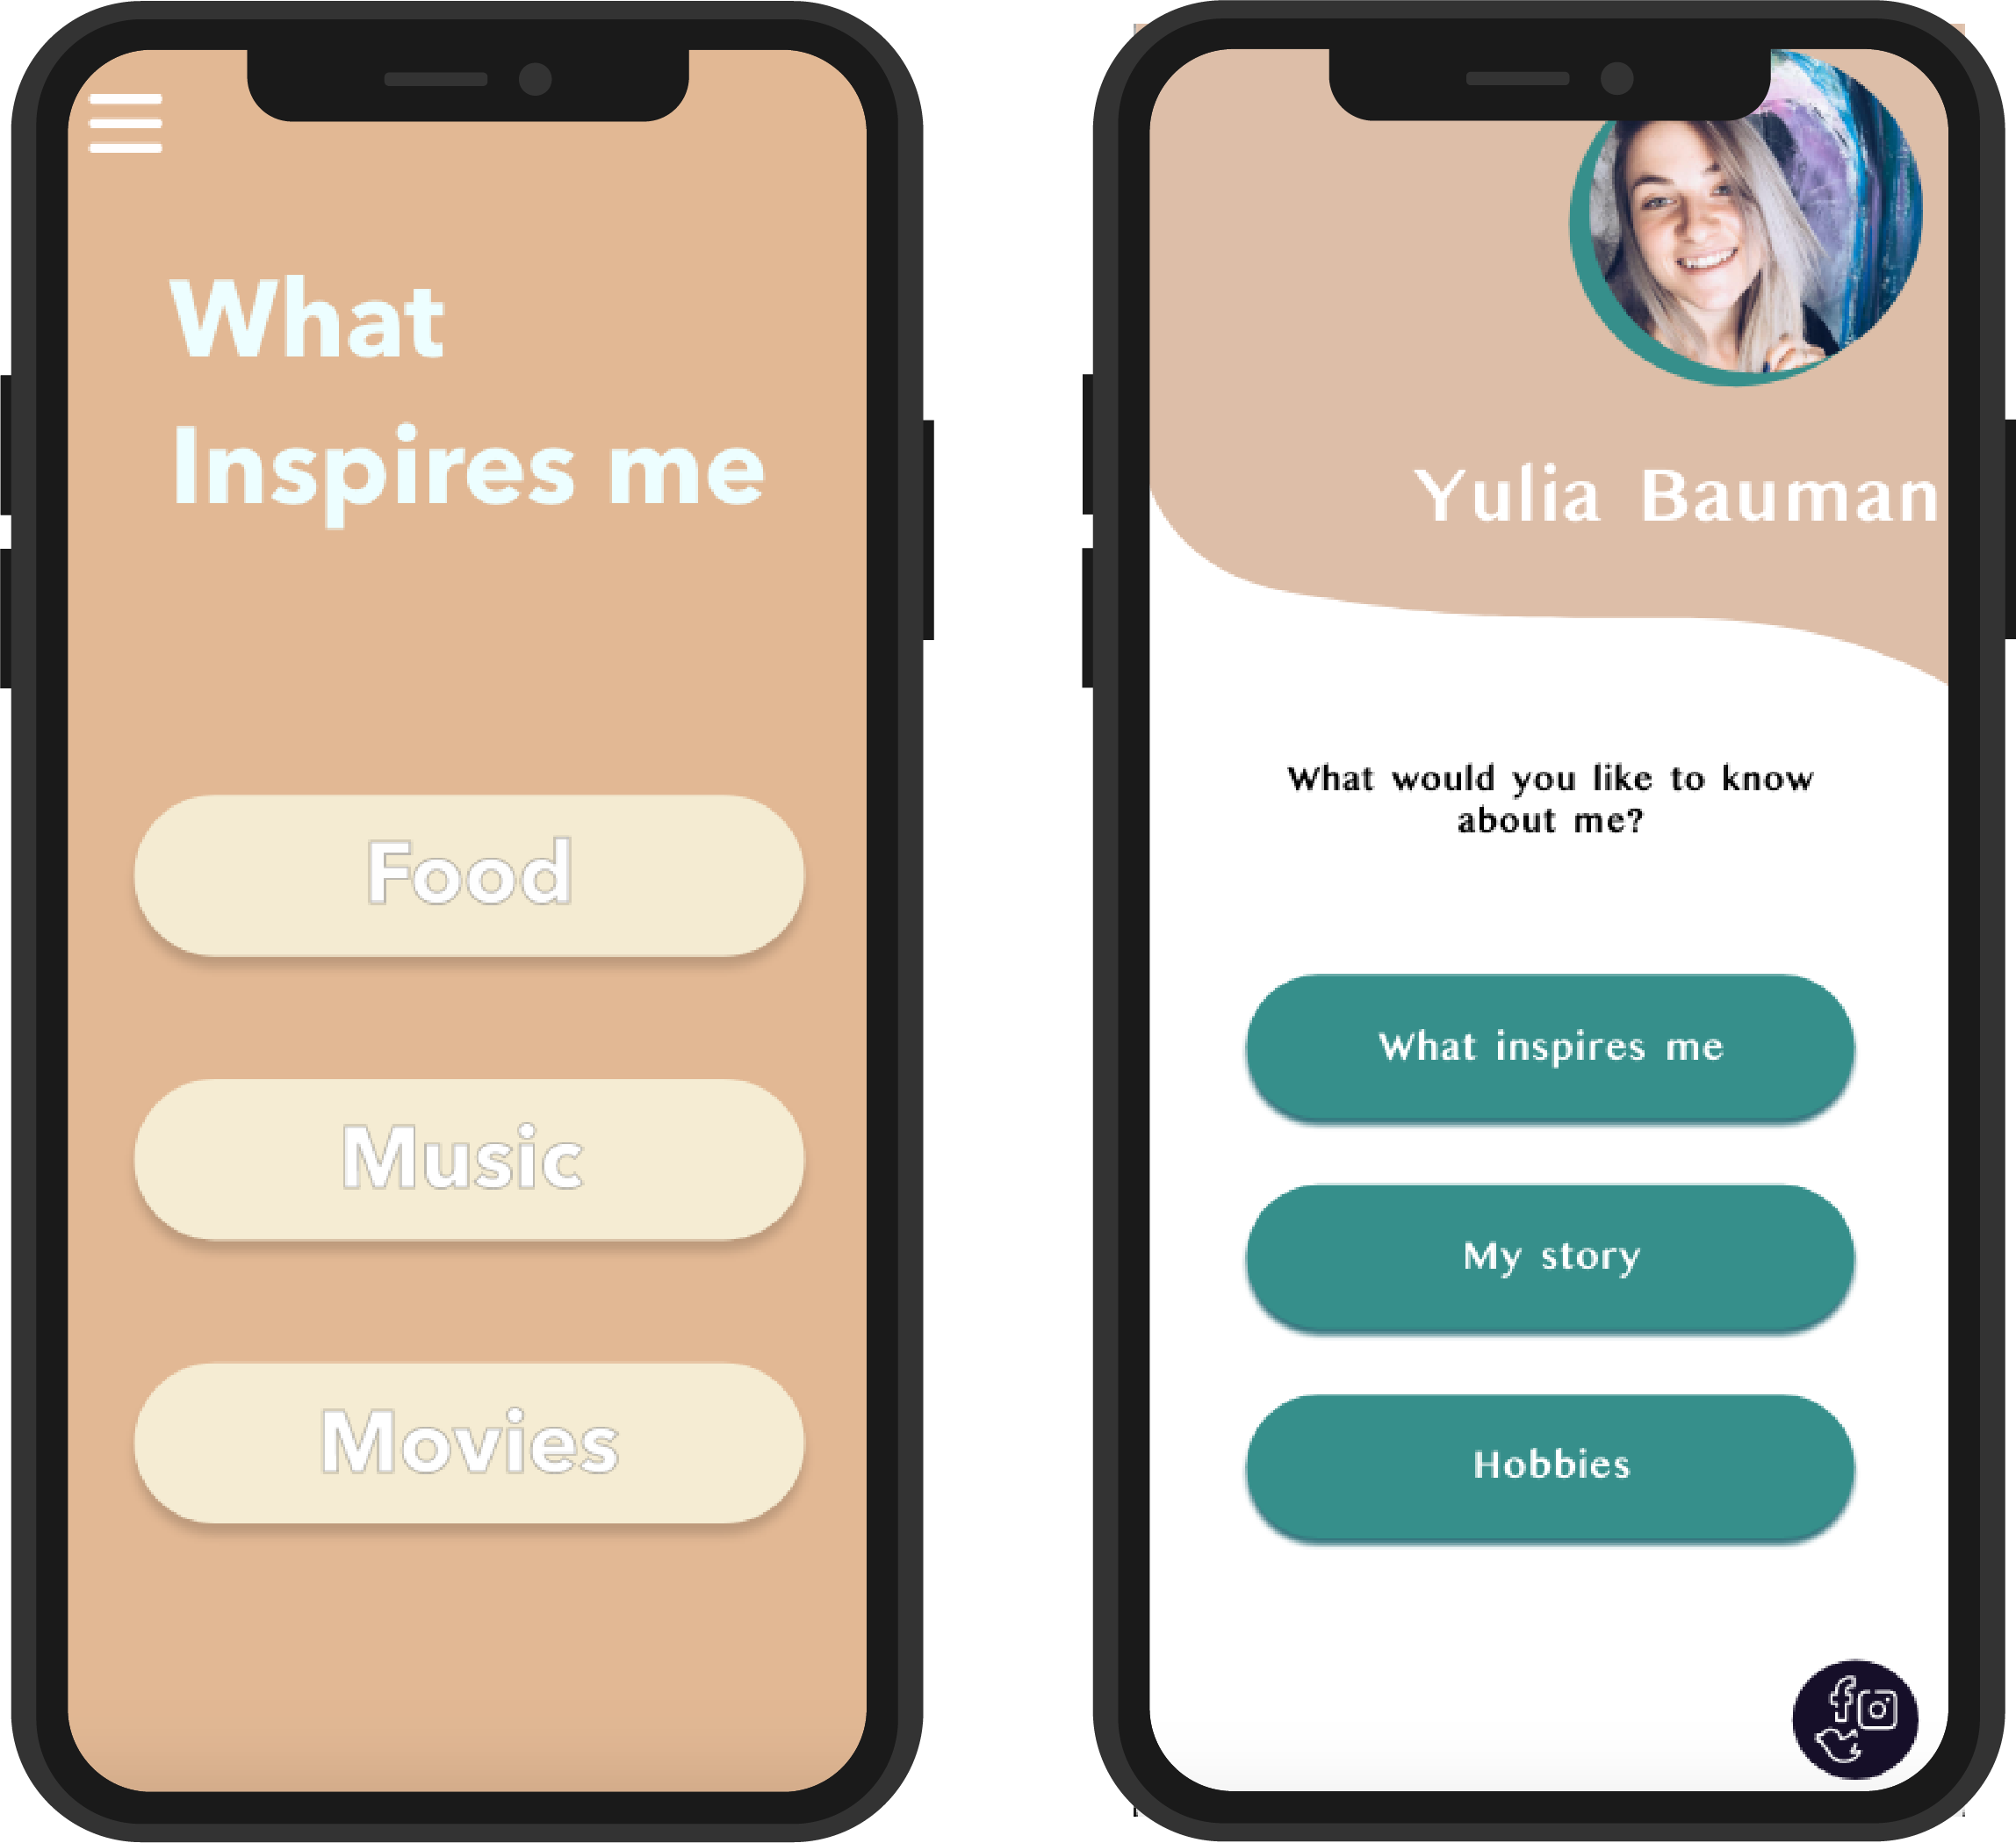 What
Inspires me
Food
Music
Movies
Yulia Bauman
What would you like to know
about me?
What inspires me
My story
Hobbies